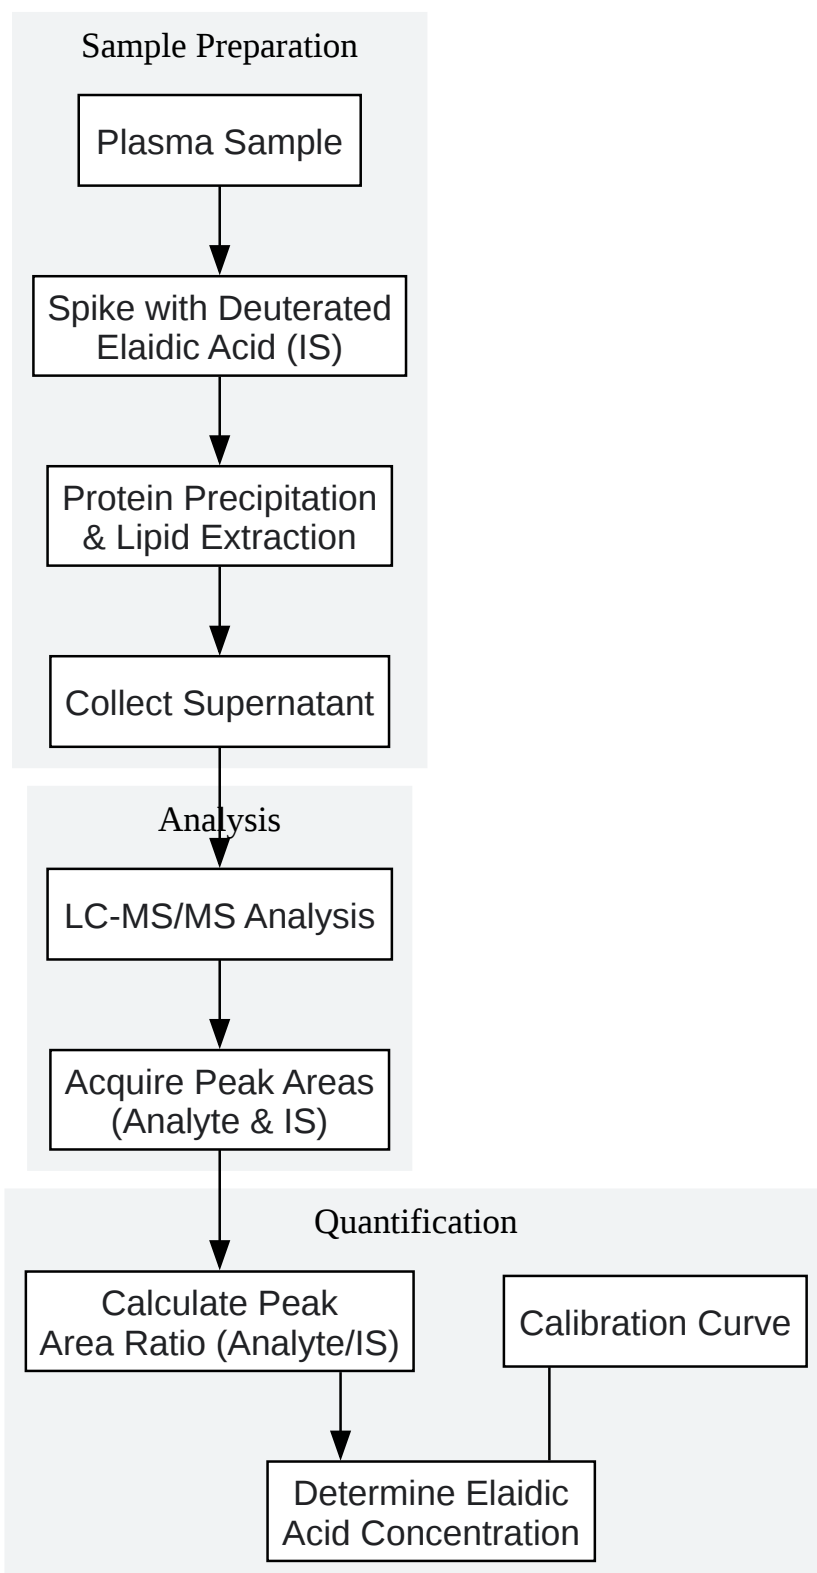 Sample Preparation
Plasma Sample
Spike with Deuterated
Elaidic Acid (IS)
Protein Precipitation
& Lipid Extraction
Collect Supernatant
Analysis
LC-MS/MS Analysis
Acquire Peak Areas
(Analyte & IS)
Quantification
Calculate Peak
Area Ratio (Analyte/IS)
Calibration Curve
Determine Elaidic
Acid Concentration